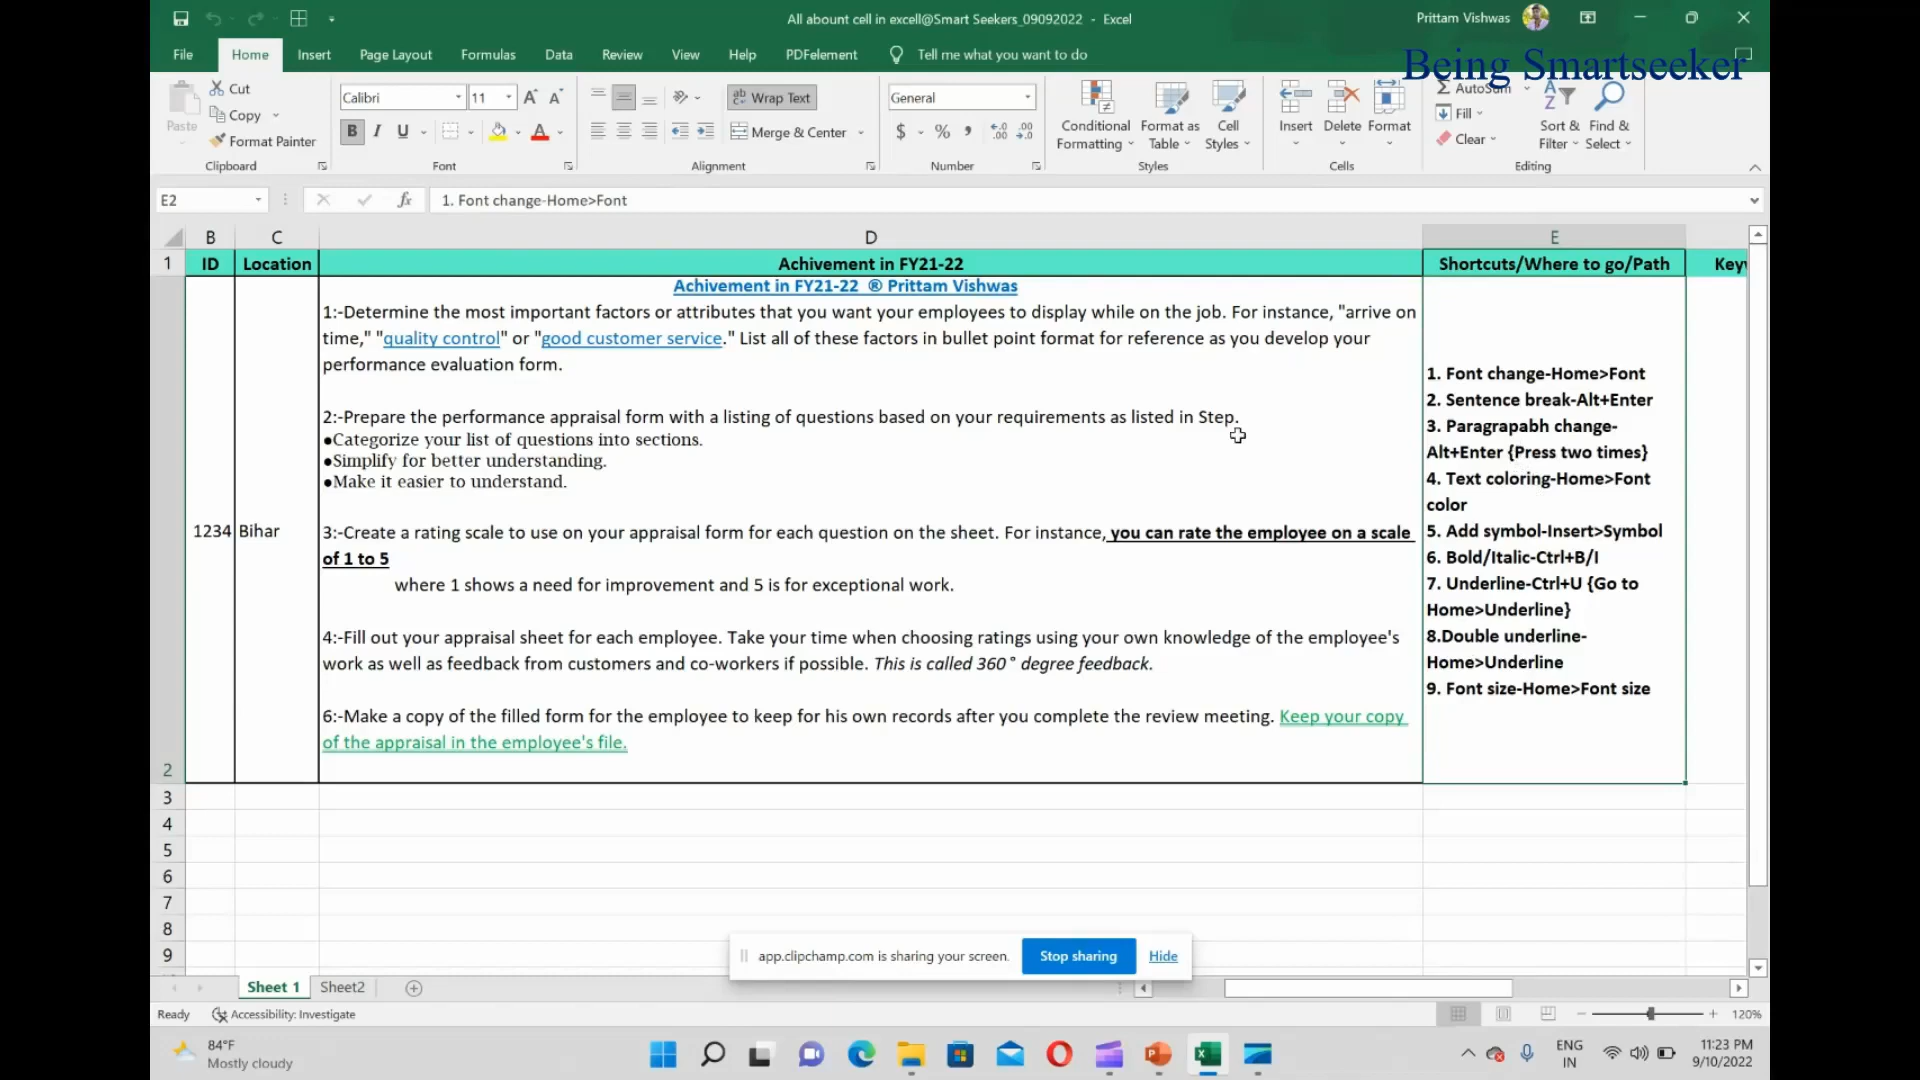 All abount cell in excell@Smart Seekers_09092022 - Excel
Prittam Vishwas
File Home Insert Page Layout Formulas Data Review View Help PDFelement Tell me what you want to do
Being Smartseeker
Paste
Cut
Copy
Format Painter
Clipboard
Calibri 11
B I U
Font
Wrap Text
Merge & Center
Alignment
General
$ % ,
Number
Conditional Formatting
Format as Table
Cell Styles
Styles
Insert Delete Format
Cells
AutoSum
Fill
Clear
Sort & Filter
Find & Select
Editing
E2
fx
1. Font change-Home>Font
B C D E
1 ID Location Achivement in FY21-22 Shortcuts/Where to go/Path
Achivement in FY21-22 ® Prittam Vishwas
1:-Determine the most important factors or attributes that you want your employees to display while on the job. For instance, "arrive on
time," "quality control" or "good customer service." List all of these factors in bullet point format for reference as you develop your
performance evaluation form.
2:-Prepare the performance appraisal form with a listing of questions based on your requirements as listed in Step.
●Categorize your list of questions into sections.
●Simplify for better understanding.
●Make it easier to understand.
1234 Bihar
3:-Create a rating scale to use on your appraisal form for each question on the sheet. For instance, you can rate the employee on a scale
of 1 to 5
where 1 shows a need for improvement and 5 is for exceptional work.
4:-Fill out your appraisal sheet for each employee. Take your time when choosing ratings using your own knowledge of the employee's
work as well as feedback from customers and co-workers if possible. This is called 360° degree feedback.
6:-Make a copy of the filled form for the employee to keep for his own records after you complete the review meeting. Keep your copy
of the appraisal in the employee's file.
1. Font change-Home>Font
2. Sentence break-Alt+Enter
3. Paragrapabh change-
Alt+Enter {Press two times}
4. Text coloring-Home>Font
color
5. Add symbol-Insert>Symbol
6. Bold/Italic-Ctrl+B/I
7. Underline-Ctrl+U {Go to
Home>Underline}
8.Double underline-
Home>Underline
9. Font size-Home>Font size
2
3
4
5
6
7
8
9
app.clipchamp.com is sharing your screen. Stop sharing Hide
Sheet 1 Sheet2
Ready Accessibility: Investigate
120%
84°F
Mostly cloudy
ENG
IN
11:23 PM
9/10/2022